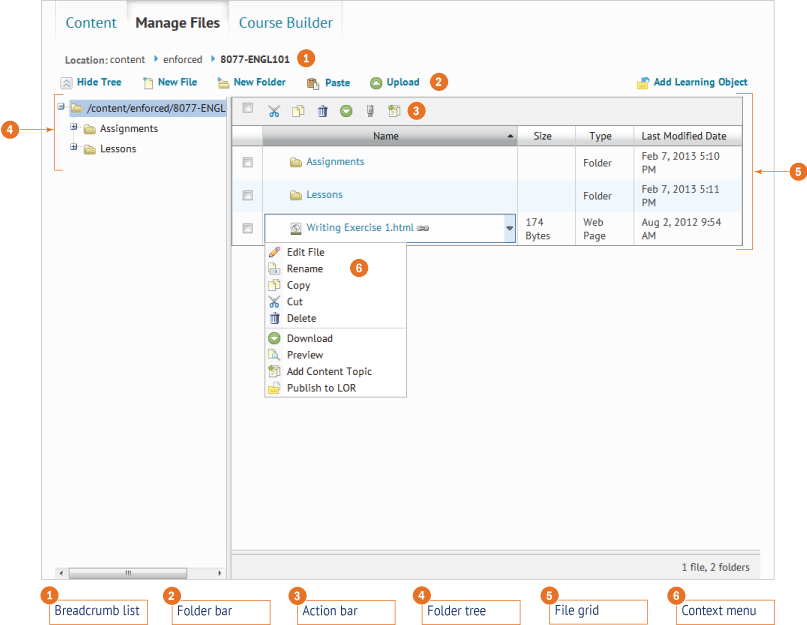 Content Manage Files Course Builder
Location: content enforced 8077-ENGL101 1
Hide Tree New File New Folder Paste Upload 2 Add Learning Object
/content/enforced/8077-ENGL
Assignments
Lessons
4
3
Name Size Type Last Modified Date
Assignments Folder Feb 7, 2013 5:10
PM
Lessons Folder Feb 7, 2013 5:11
PM
Writing Exercise 1.html 174 Web Aug 2, 2012 9:54
Bytes Page AM
5
Edit File
Rename
6
Copy
Cut
Delete
Download
Preview
Add Content Topic
Publish to LOR
1 file, 2 folders
1 Breadcrumb list
2 Folder bar
3 Action bar
4 Folder tree
5 File grid
6 Context menu